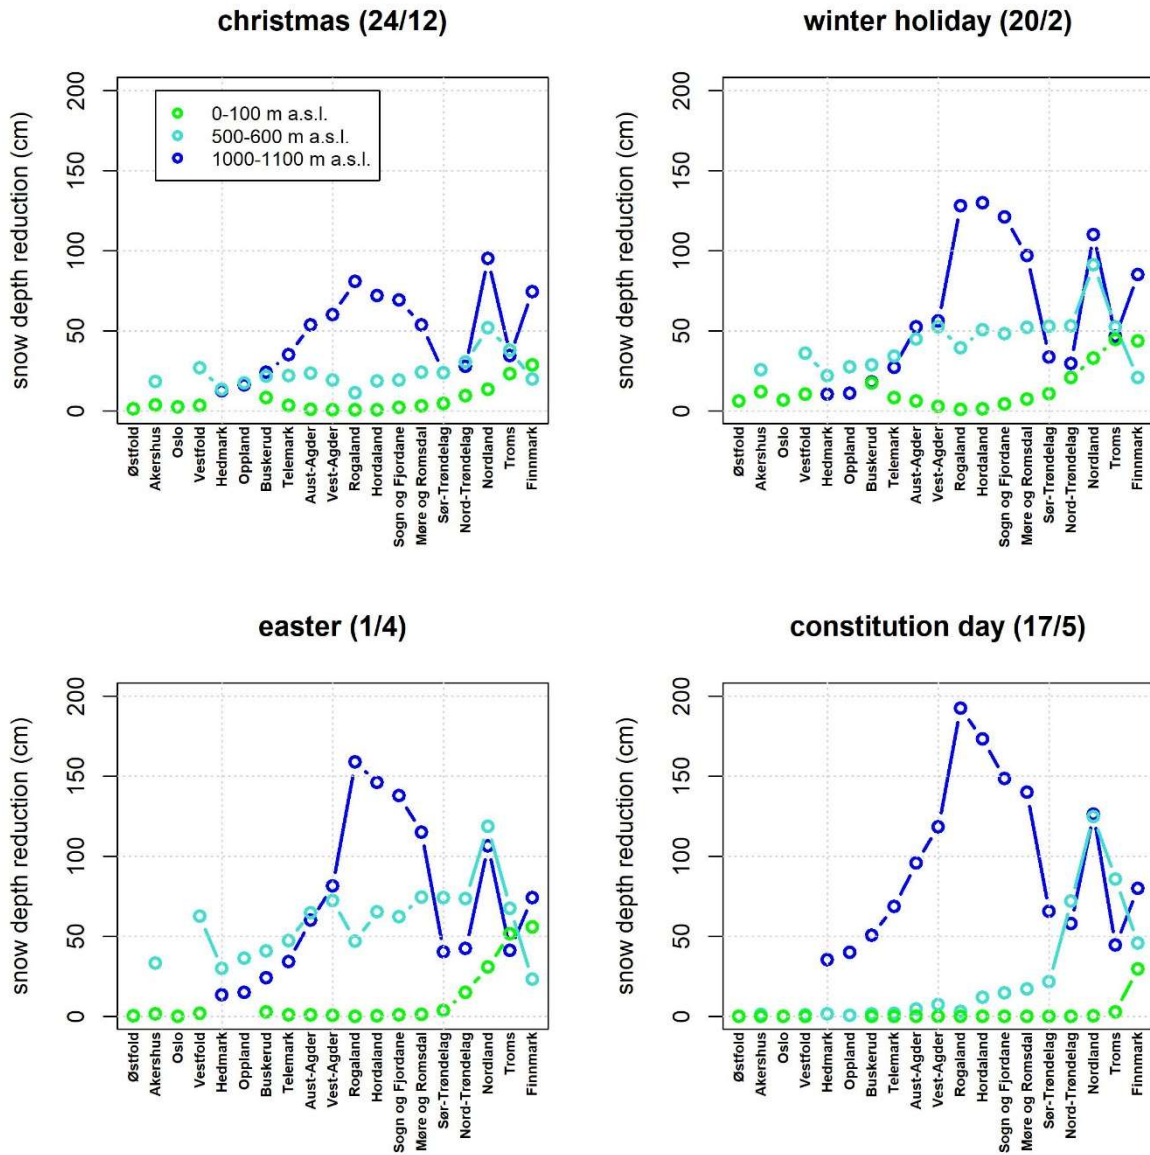 christmas (24/12)
snow depth reduction (cm)
200
150
100
50
0
0-100 m a.s.l.
500-600 m a.s.l.
1000-1100 m a.s.l.
Østfold
Akershus
Oslo
Vestfold
Hedmark
Oppland
Buskerud
Telemark
Aust-Agder
Vest-Agder
Rogaland
Hordaland
Sogn og Fjordane
Møre og Romsdal
Sør-Trøndelag
Nord-Trøndelag
Nordland
Troms
Finnmark
winter holiday (20/2)
snow depth reduction (cm)
200
150
100
50
0
Østfold
Akershus
Oslo
Vestfold
Hedmark
Oppland
Buskerud
Telemark
Aust-Agder
Vest-Agder
Rogaland
Hordaland
Sogn og Fjordane
Møre og Romsdal
Sør-Trøndelag
Nord-Trøndelag
Nordland
Troms
Finnmark
easter (1/4)
snow depth reduction (cm)
200
150
100
50
0
Østfold
Akershus
Oslo
Vestfold
Hedmark
Oppland
Buskerud
Telemark
Aust-Agder
Vest-Agder
Rogaland
Hordaland
Sogn og Fjordane
Møre og Romsdal
Sør-Trøndelag
Nord-Trøndelag
Nordland
Troms
Finnmark
constitution day (17/5)
snow depth reduction (cm)
200
150
100
50
0
Østfold
Akershus
Oslo
Vestfold
Hedmark
Oppland
Buskerud
Telemark
Aust-Agder
Vest-Agder
Rogaland
Hordaland
Sogn og Fjordane
Møre og Romsdal
Sør-Trøndelag
Nord-Trøndelag
Nordland
Troms
Finnmark